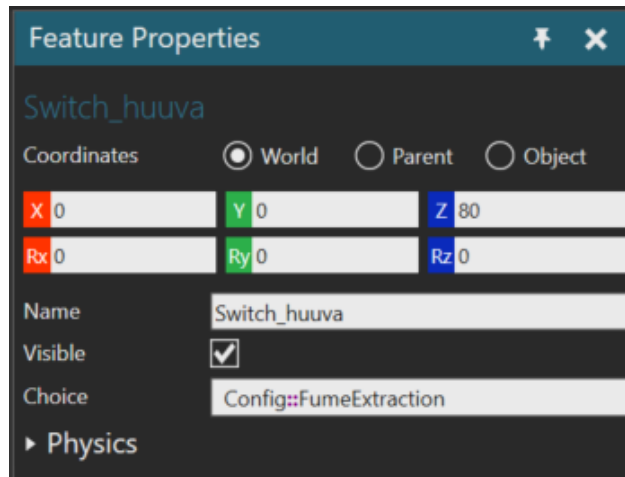 Feature Properties
Switch_huuva
Coordinates World Parent Object
X 0 Y 0 Z 80
Rx 0 Ry 0 Rz 0
Name Switch_huuva
Visible
Choice Config::FumeExtraction
Physics